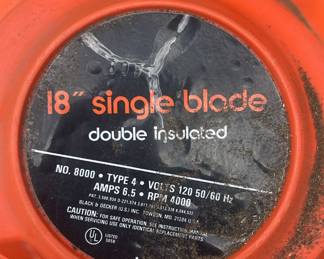 18" single blade
double insulated
NO. 8000 • TYPE 4 • VOLTS 120 50/60 Hz
AMPS 6.5 • RPM 4000
BLACK & DECKER (U.S.) INC. TOWSON, MD. 21204 U.S.A.
CAUTION: FOR SAFE OPERATION, SEE INSTRUCTION MANUAL.
WHEN SERVICING USE ONLY IDENTICAL REPLACEMENT PARTS
UL
LISTED